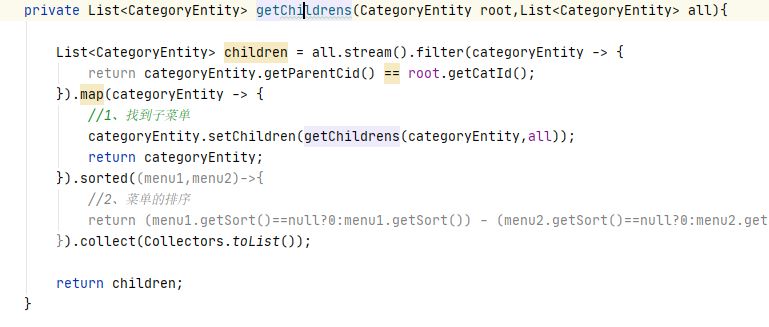 private List<CategoryEntity> getChildrens(CategoryEntity root,List<CategoryEntity> all){
List<CategoryEntity> children = all.stream().filter(categoryEntity -> {
return categoryEntity.getParentCid() == root.getCatId();
}).map(categoryEntity -> {
//1、找到子菜单
categoryEntity.setChildren(getChildrens(categoryEntity,all));
return categoryEntity;
}).sorted((menu1,menu2)->{
//2、菜单的排序
return (menu1.getSort()==null?0:menu1.getSort()) - (menu2.getSort()==null?0:menu2.get
}).collect(Collectors.toList());
return children;
}